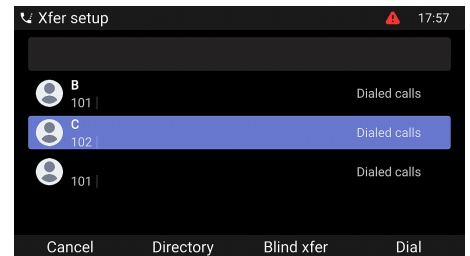 Xfer setup 17:57
B
101
Dialed calls
C
102
Dialed calls
101
Dialed calls
Cancel Directory Blind xfer Dial